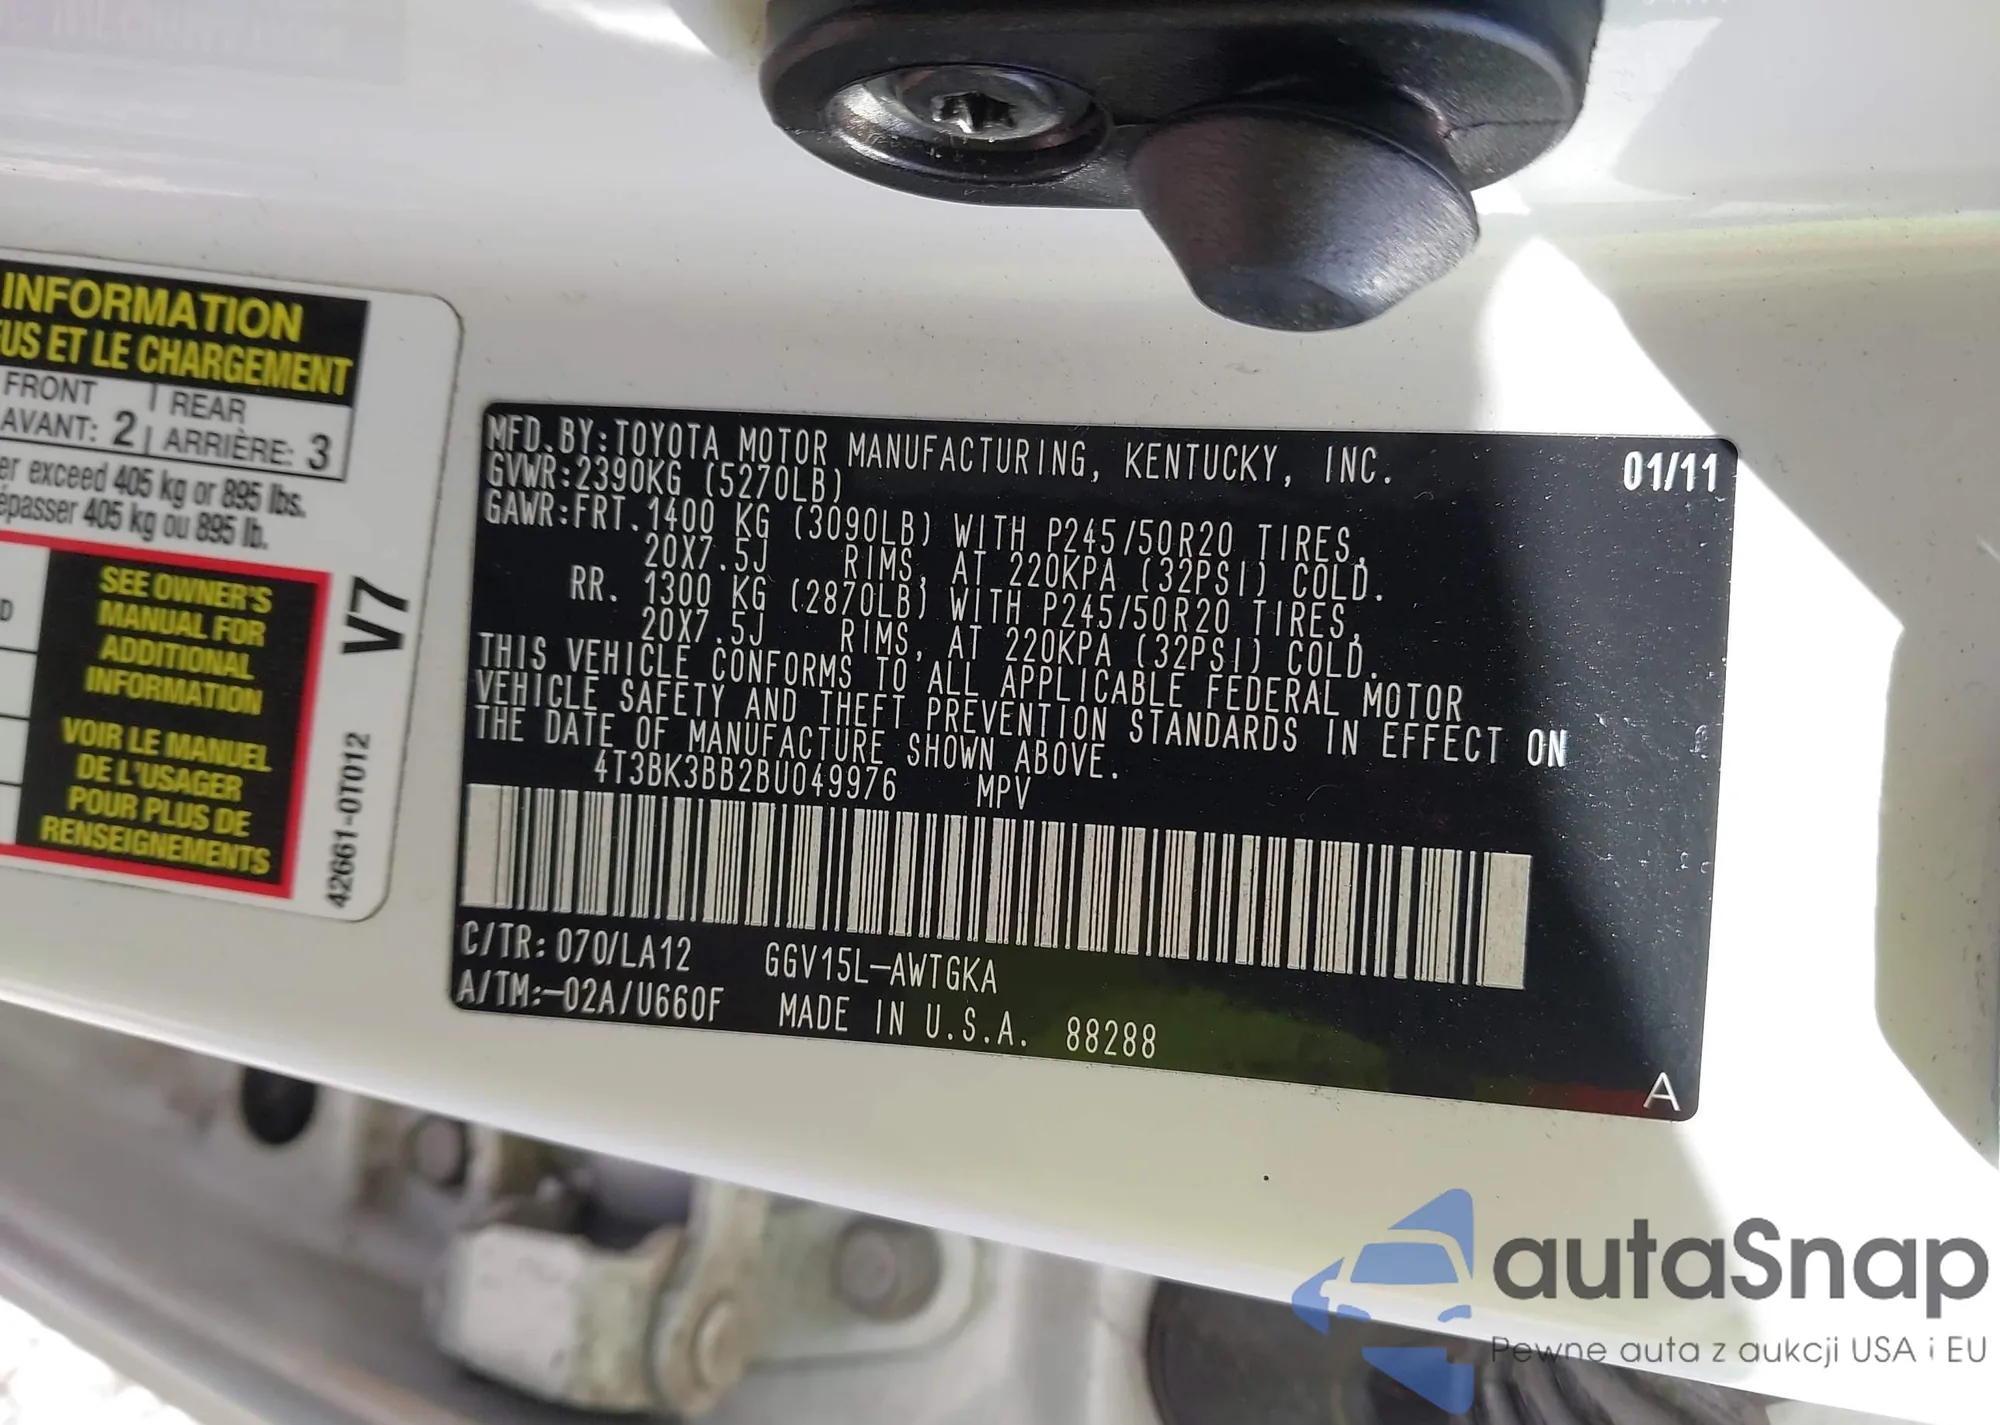 INFORMATION
EUS ET LE CHARGEMENT
FRONT
AVANT: 2
REAR
ARRIÈRE: 3
er exceed 405 kg or 895 lbs.
épasser 405 kg ou 895 lb.
SEE OWNER'S
MANUAL FOR
ADDITIONAL
INFORMATION
VOIR LE MANUEL
DE L'USAGER
POUR PLUS DE
RENSEIGNEMENTS
V7
42661-0T012
MFD.BY:TOYOTA MOTOR MANUFACTURING, KENTUCKY, INC. 01/11
GVWR:2390KG (5270LB)
GAWR:FRT.1400 KG (3090LB) WITH P245/50R20 TIRES,
20X7.5J RIMS, AT 220KPA (32PSI) COLD.
RR. 1300 KG (2870LB) WITH P245/50R20 TIRES,
20X7.5J RIMS, AT 220KPA (32PSI) COLD.
THIS VEHICLE CONFORMS TO ALL APPLICABLE FEDERAL MOTOR
VEHICLE SAFETY AND THEFT PREVENTION STANDARDS IN EFFECT ON
THE DATE OF MANUFACTURE SHOWN ABOVE.
4T3BK3BB2BU049976 MPV
C/TR: 070/LA12 GGV15L-AWTGKA
A/TM:-02A/U660F MADE IN U.S.A. 88288
A
autaSnap
Pewne auta z aukcji USA i EU